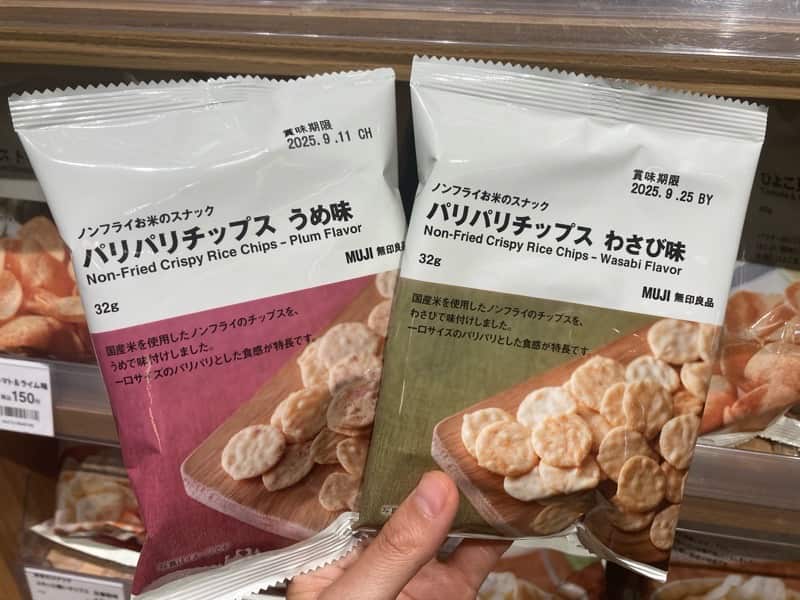 賞味期限
2025.9.11 CH
ノンフライお米のスナック
パリパリチップス うめ味
Non-Fried Crispy Rice Chips – Plum Flavor
MUJI 無印良品
32g
国産米を使用したノンフライのチップスを、
うめで味付けしました。
一口サイズのパリパリとした食感が特長です。
賞味期限
2025.9.25 BY
ノンフライお米のスナック
パリパリチップス わさび味
Non-Fried Crispy Rice Chips – Wasabi Flavor
32g
MUJI 無印良品
国産米を使用したノンフライのチップスを、
わさびで味付けしました。
一口サイズのパリパリとした食感が特長です。
マト&ライム味
150